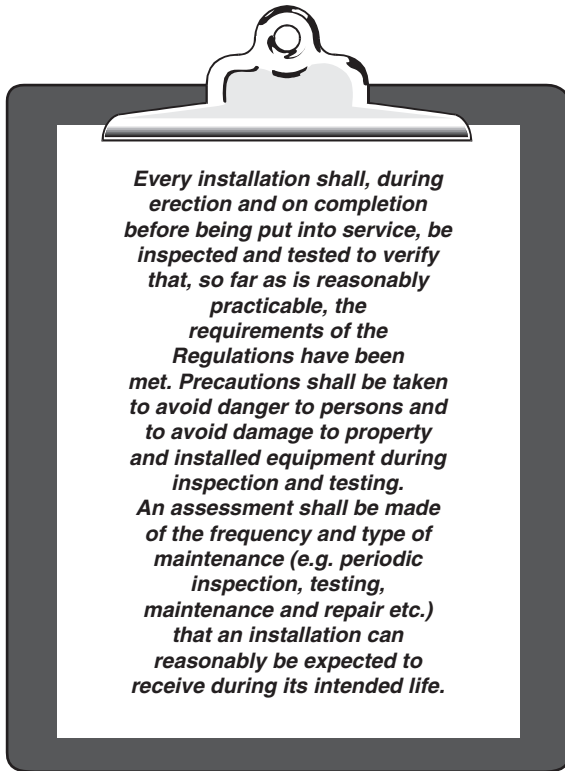 Every installation shall, during
erection and on completion
before being put into service, be
inspected and tested to verify
that, so far as is reasonably
practicable, the
requirements of the
Regulations have been
met. Precautions shall be taken
to avoid danger to persons and
to avoid damage to property
and installed equipment during
inspection and testing.
An assessment shall be made
of the frequency and type of
maintenance (e.g. periodic
inspection, testing,
maintenance and repair etc.)
that an installation can
reasonably be expected to
receive during its intended life.